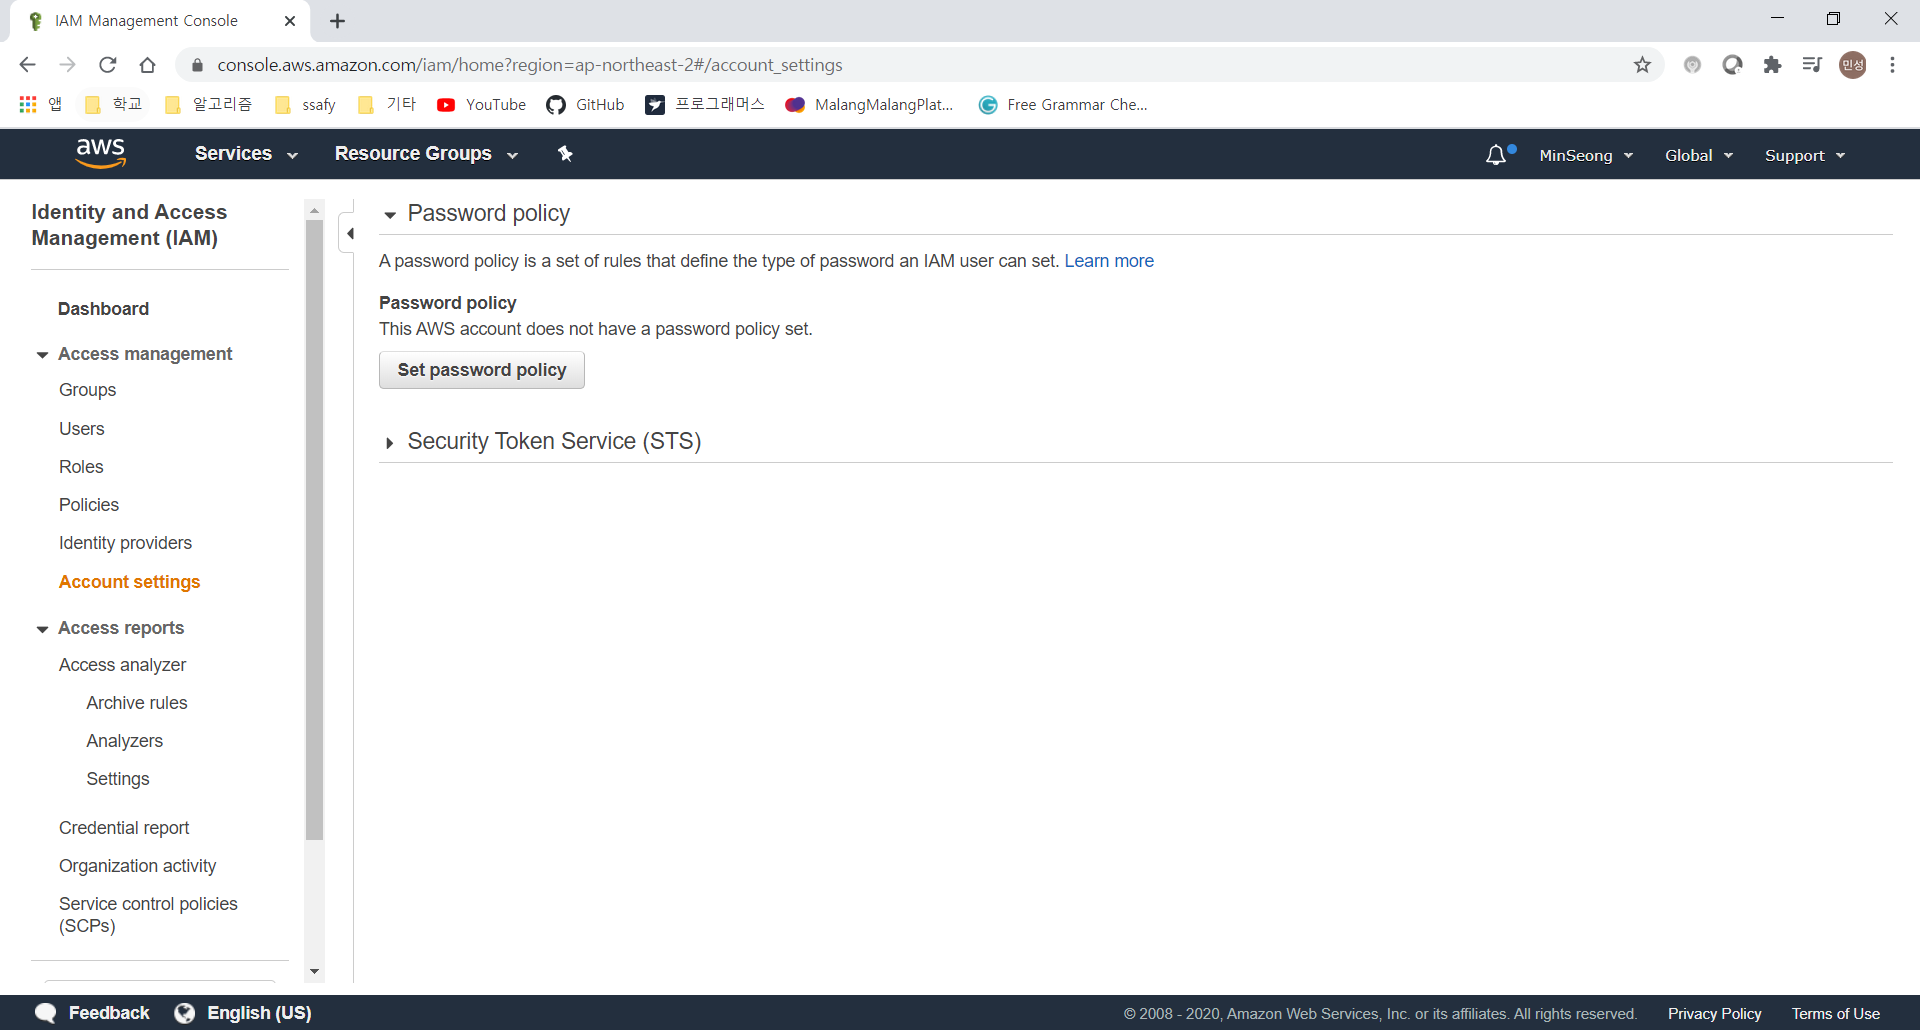 IAM Management Console
console.aws.amazon.com/iam/home?region=ap-northeast-2#/account_settings
민성
앱 학교 알고리즘 ssafy 기타 YouTube GitHub 프로그래머스 MalangMalangPlat... Free Grammar Che...
aws Services Resource Groups MinSeong Global Support
Identity and Access
Management (IAM)
Dashboard
Access management
Groups
Users
Roles
Policies
Identity providers
Account settings
Access reports
Access analyzer
Archive rules
Analyzers
Settings
Credential report
Organization activity
Service control policies
(SCPs)
Password policy
A password policy is a set of rules that define the type of password an IAM user can set. Learn more
Password policy
This AWS account does not have a password policy set.
Set password policy
Security Token Service (STS)
Feedback English (US) © 2008 - 2020, Amazon Web Services, Inc. or its affiliates. All rights reserved. Privacy Policy Terms of Use